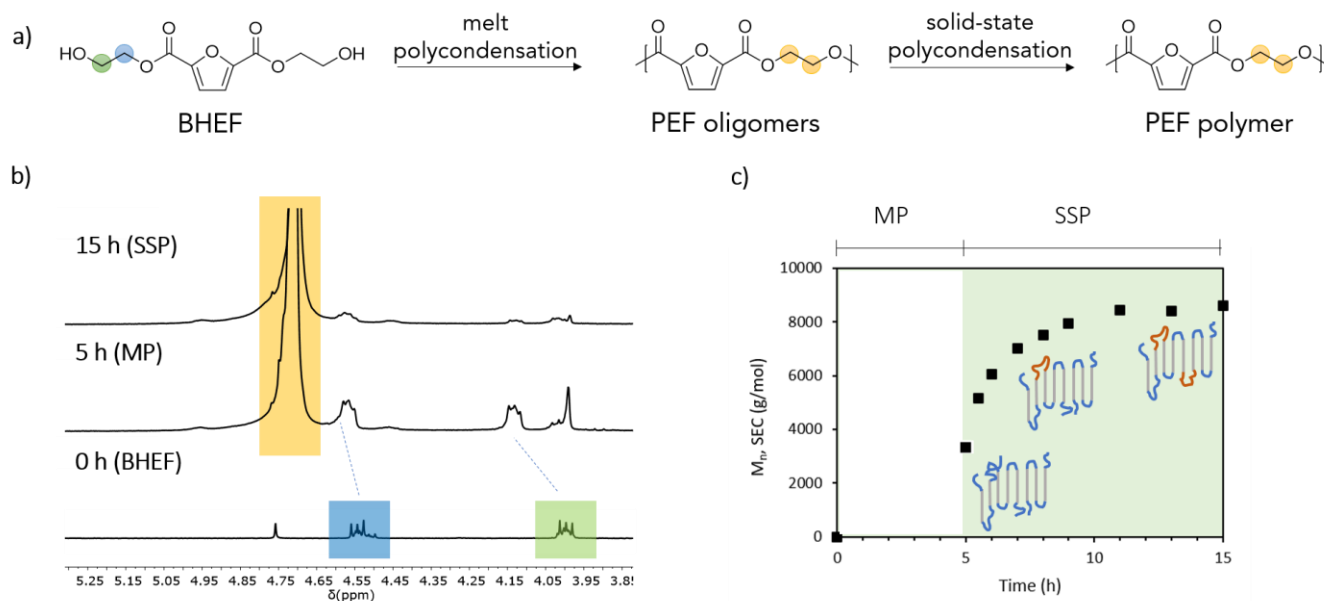 a)
HO
O
O
O
O
O
OH
BHEF
melt
polycondensation
O
O
O
O
O
PEF oligomers
solid-state
polycondensation
O
O
O
O
O
PEF polymer
b)
15 h (SSP)
5 h (MP)
0 h (BHEF)
5.25 5.15 5.05 4.95 4.85 4.75 4.65 4.55 4.45 4.35 4.25 4.15 4.05 3.95 3.85
δ(ppm)
c)
MP SSP
10000
8000
6000
4000
2000
0
Mn, SEC (g/mol)
0 5 10 15
Time (h)